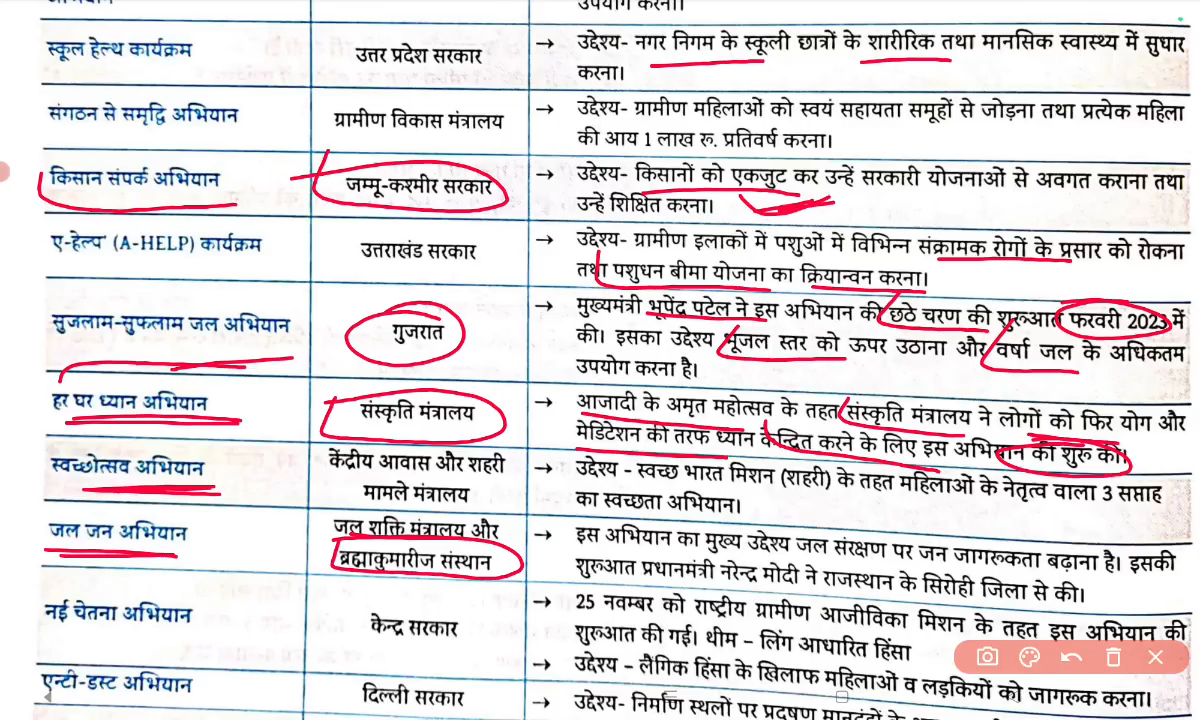 उपयोग करना।
स्कूल हेल्थ कार्यक्रम
उत्तर प्रदेश सरकार
→ उद्देश्य- नगर निगम के स्कूली छात्रों के शारीरिक तथा मानसिक स्वास्थ्य में सुधार
करना।
संगठन से समृद्धि अभियान
ग्रामीण विकास मंत्रालय
→ उद्देश्य- ग्रामीण महिलाओं को स्वयं सहायता समूहों से जोड़ना तथा प्रत्येक महिला
की आय 1 लाख रू. प्रतिवर्ष करना।
किसान संपर्क अभियान
जम्मू-कश्मीर सरकार
→ उद्देश्य- किसानों को एकजुट कर उन्हें सरकारी योजनाओं से अवगत कराना तथा
उन्हें शिक्षित करना।
ए-हेल्प (A-HELP) कार्यक्रम
उत्तराखंड सरकार
→ उद्देश्य- ग्रामीण इलाकों में पशुओं में विभिन्न संक्रामक रोगों के प्रसार को रोकना
तथा पशुधन बीमा योजना का क्रियान्वन करना।
सुजलाम-सुफलाम जल अभियान
गुजरात
→ मुख्यमंत्री भूपेंद्र पटेल ने इस अभियान की छठे चरण की शुरूआत फरवरी 2023 में
की। इसका उद्देश्य भूजल स्तर को ऊपर उठाना और वर्षा जल के अधिकतम
उपयोग करना है।
हर घर ध्यान अभियान
संस्कृति मंत्रालय
→ आजादी के अमृत महोत्सव के तहत संस्कृति मंत्रालय ने लोगों को फिर योग और
मेडिटेशन की तरफ ध्यान केन्द्रित करने के लिए इस अभियान की शुरू की।
स्वच्छोत्सव अभियान
केंद्रीय आवास और शहरी
मामले मंत्रालय
→ उद्देश्य - स्वच्छ भारत मिशन (शहरी) के तहत महिलाओं के नेतृत्व वाला 3 सप्ताह
का स्वच्छता अभियान।
जल जन अभियान
जल शक्ति मंत्रालय और
ब्रह्माकुमारीज संस्थान
→ इस अभियान का मुख्य उद्देश्य जल संरक्षण पर जन जागरूकता बढ़ाना है। इसकी
शुरूआत प्रधानमंत्री नरेन्द्र मोदी ने राजस्थान के सिरोही जिला से की।
नई चेतना अभियान
केन्द्र सरकार
→ 25 नवम्बर को राष्ट्रीय ग्रामीण आजीविका मिशन के तहत इस अभियान की
शुरूआत की गई। थीम – लिंग आधारित हिंसा
→ उद्देश्य – लैगिक हिंसा के खिलाफ महिलाओं व लड़कियों को जागरूक करना।
एन्टी-डस्ट अभियान
दिल्ली सरकार
→ उद्देश्य- निर्माण स्थलों पर प्रदूषण मानदंडों के